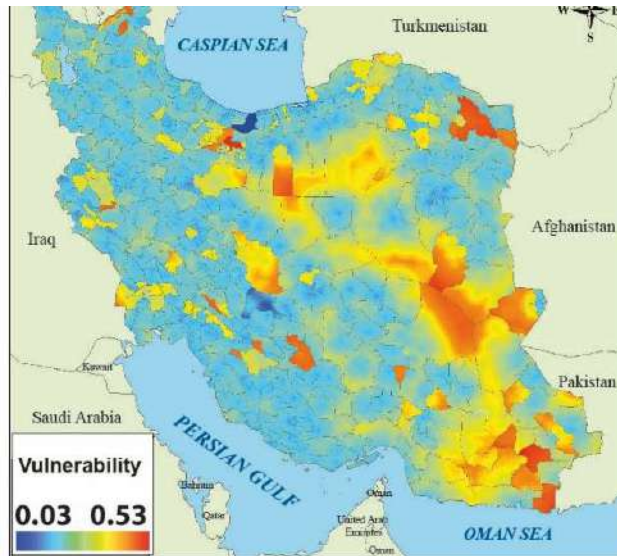 W
E
S
Turkmenistan
CASPIAN SEA
Iraq
Afghanistan
Kuwait
Pakistan
Saudi Arabia
PERSIAN GULF
Vulnerability
0.03 0.53
Bahrain
Qatar
Oman
United Arab
Emirates
Oman
OMAN SEA